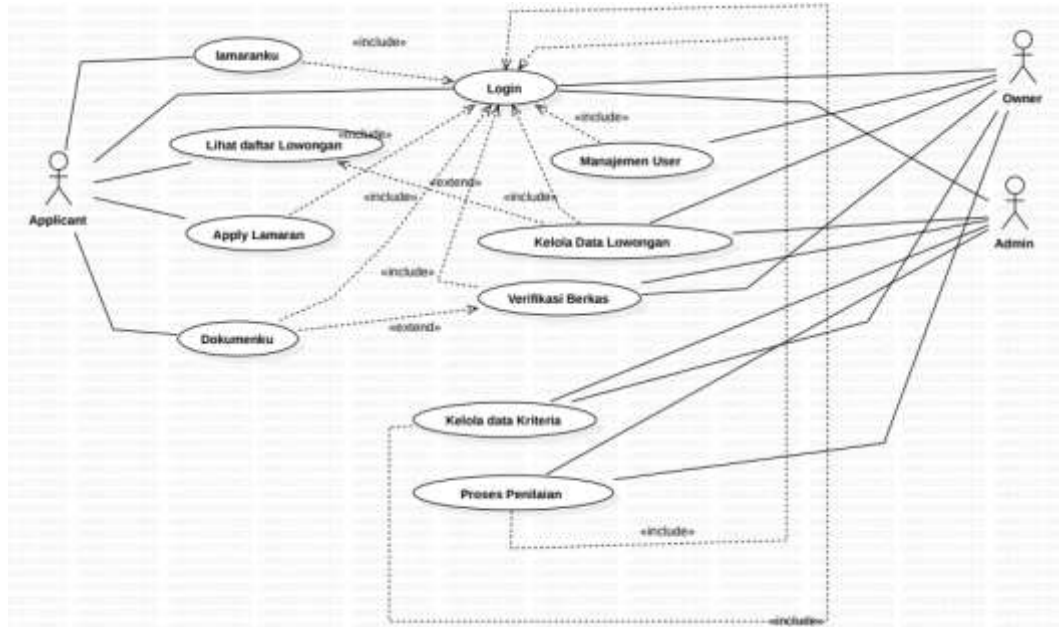 «include»
lamaranku
Login
Owner
«include»
«include»
Lihat daftar Lowongan
Manajemen User
«extend»
«include»
«include»
Applicant
Apply Lamaran
Kelola Data Lowongan
Admin
«include»
Verifikasi Berkas
«extend»
Dokumenku
Kelola data Kriteria
Proses Penilaian
«include»
«include»